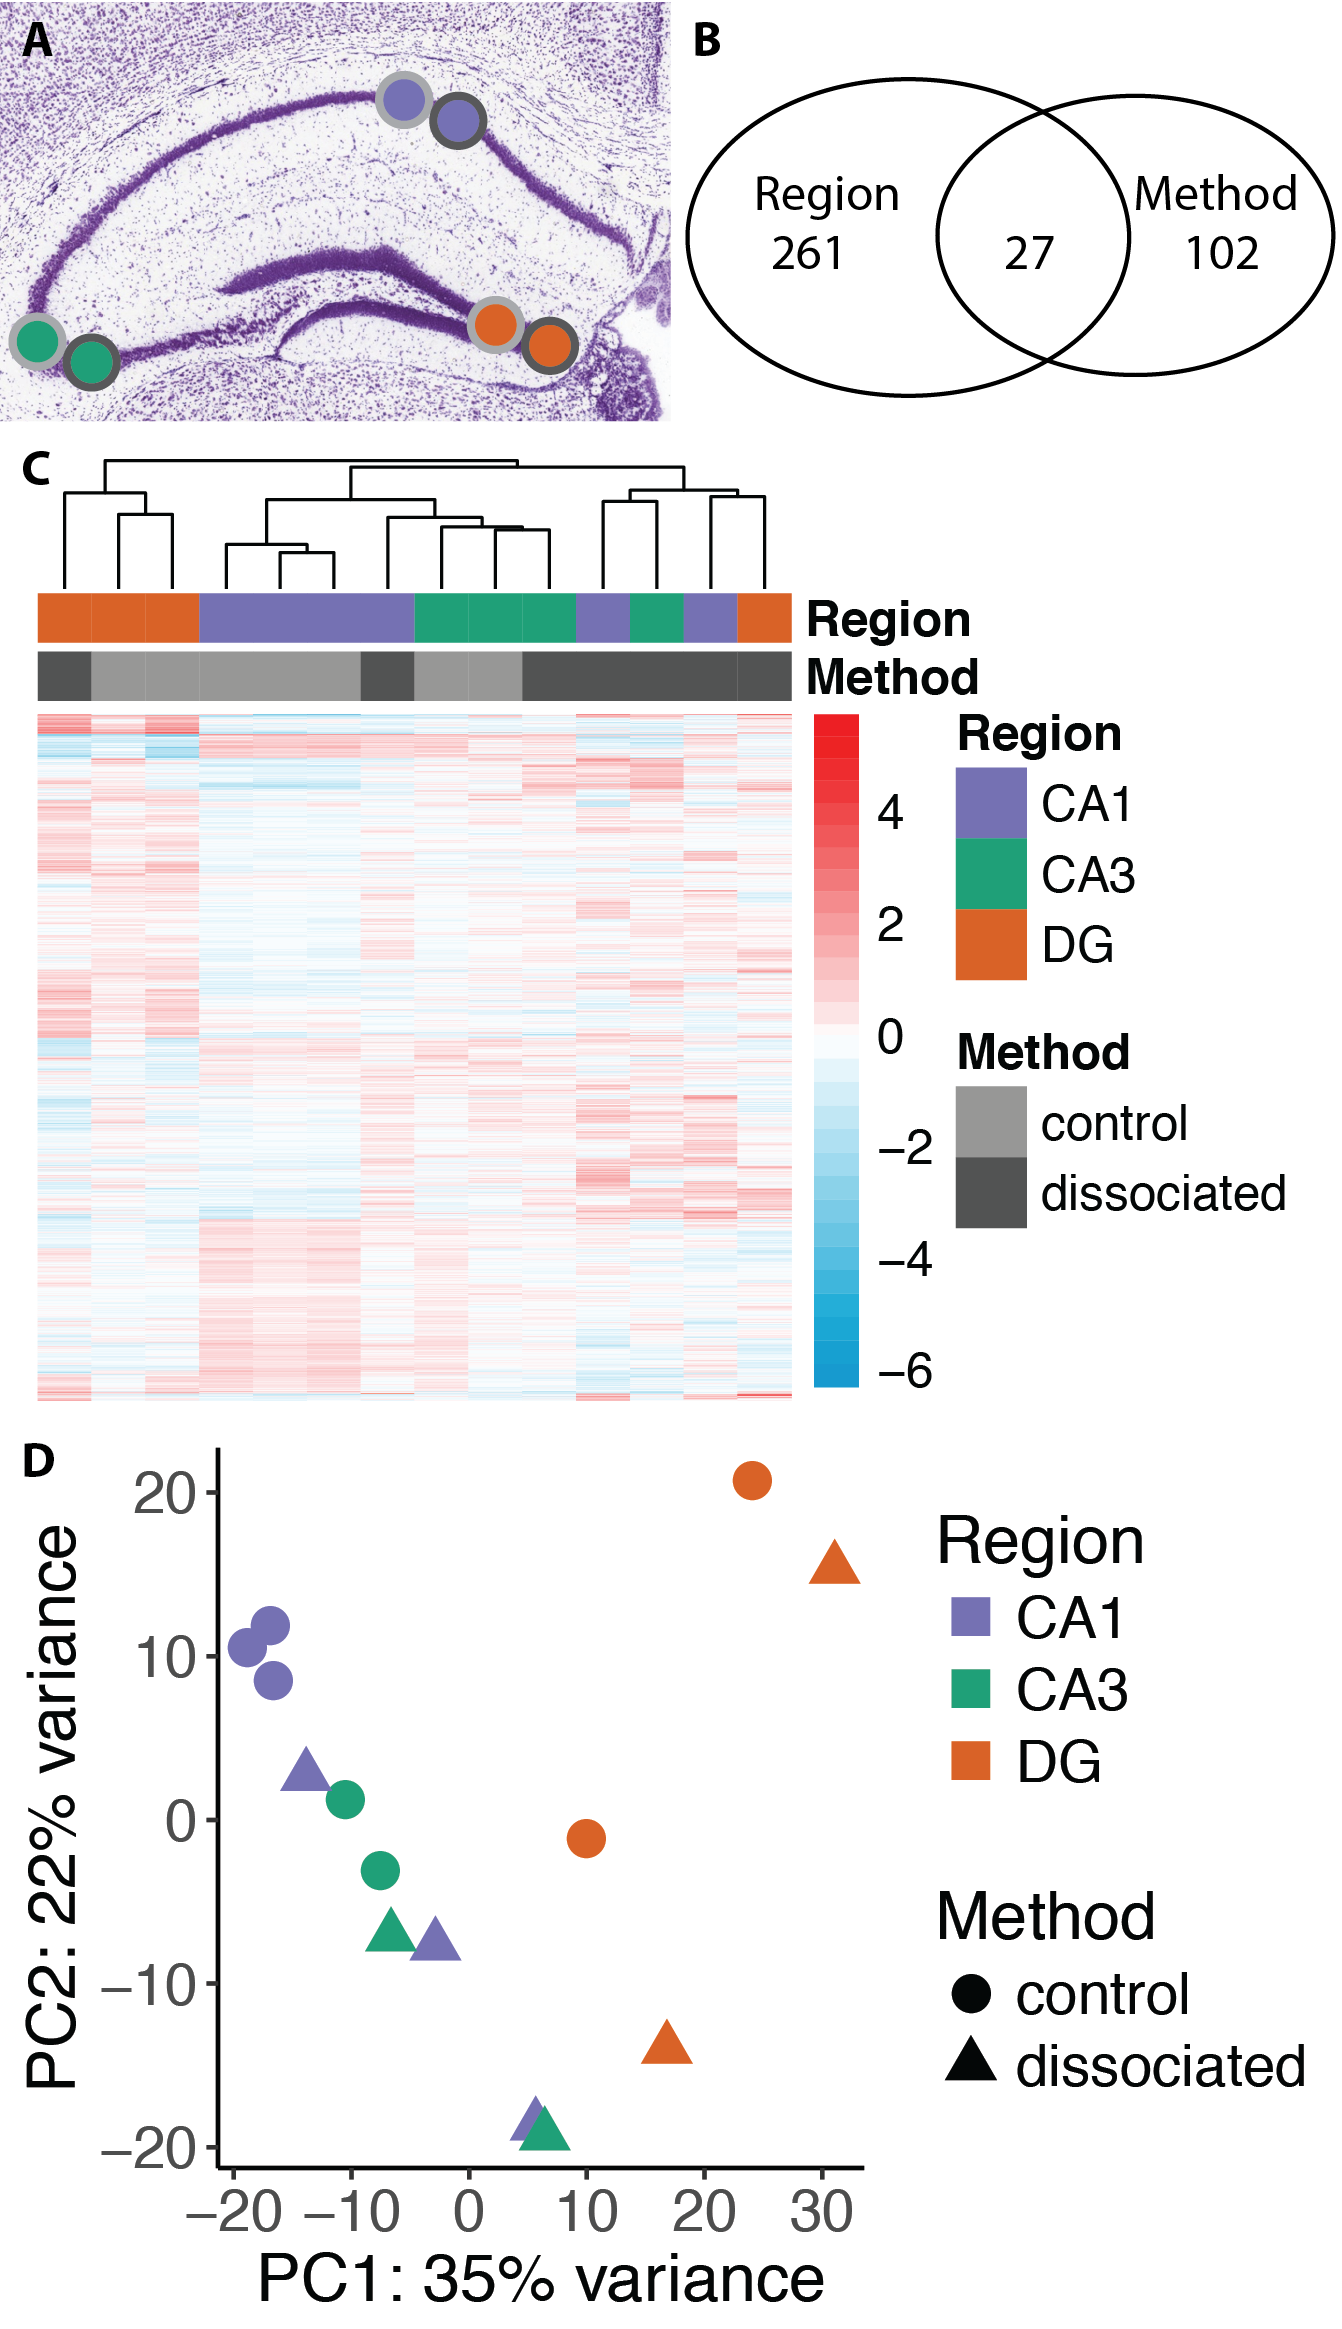 A
B
Region
261
27
Method
102
C
Region
Method
4
2
0
−2
−4
−6
Region
CA1
CA3
DG
Method
control
dissociated
D
PC2: 22% variance
20
10
0
−10
−20
−20 −10 0 10 20 30
PC1: 35% variance
Region
CA1
CA3
DG
Method
control
dissociated